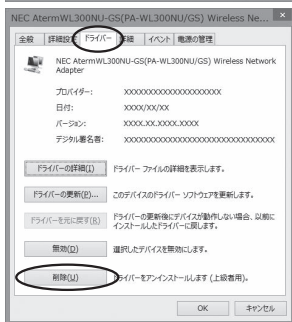 NEC AtermWL300NU-GS(PA-WL300NU/GS) Wireless Ne...
全般 詳細設定 ドライバー 詳細 イベント 電源の管理
NEC AtermWL300NU-GS(PA-WL300NU/GS) Wireless Network
Adapter
プロバイダー: XXXXXXXXXXXXXXXXXXXX
日付: XXXX/XX/XX
バージョン: XXXX.XX.XXXX.XXXX
デジタル署名者: XXXXXXXXXXXXXXXXXXXXXXXXXXXXXX
ドライバーの詳細(I) ドライバー ファイルの詳細を表示します。
ドライバーの更新(P)... このデバイスのドライバー ソフトウェアを更新します。
ドライバーを元に戻す(R) ドライバーの更新後にデバイスが動作しない場合、以前に
インストールしたドライバーに戻します。
無効(D) 選択したデバイスを無効にします。
削除(U) ドライバーをアンインストールします (上級者用)。
OK キャンセル